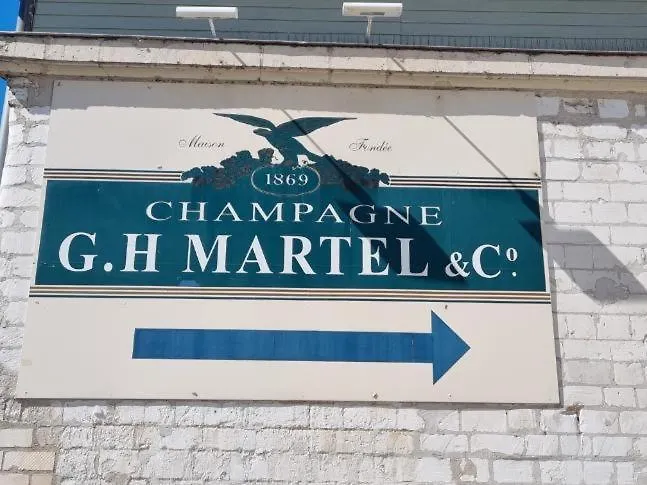 Maison Fondée
1869
CHAMPAGNE
G.H MARTEL & Cº.